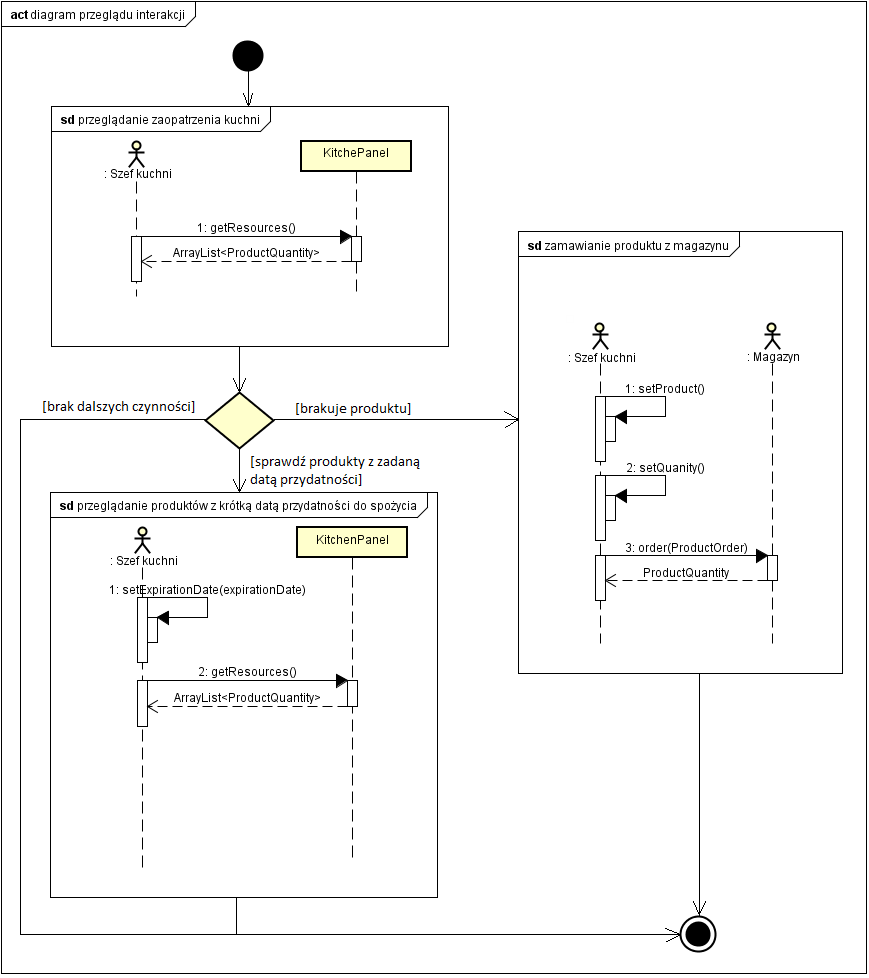 act diagram przeglądu interakcji
sd przeglądanie zaopatrzenia kuchni
: Szef kuchni
KitchePanel
1: getResources()
ArrayList<ProductQuantity>
[brak dalszych czynności]
[brakuje produktu]
[sprawdź produkty z zadaną
datą przydatności]
sd zamawianie produktu z magazynu
: Szef kuchni
: Magazyn
1: setProduct()
2: setQuanity()
3: order(ProductOrder)
ProductQuantity
sd przeglądanie produktów z krótką datą przydatności do spożycia
: Szef kuchni
KitchenPanel
1: setExpirationDate(expirationDate)
2: getResources()
ArrayList<ProductQuantity>